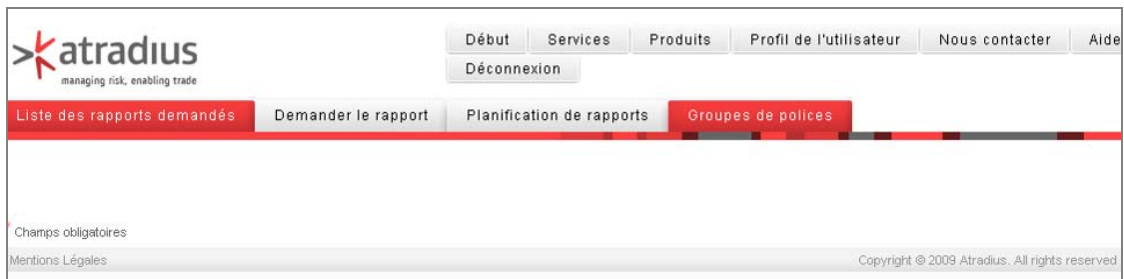 atradius
managing risk, enabling trade
Début Services Produits Profil de l'utilisateur Nous contacter Aide
Déconnexion
Liste des rapports demandés Demander le rapport Planification de rapports Groupes de polices
* Champs obligatoires
Mentions Légales Copyright © 2009 Atradius. All rights reserved